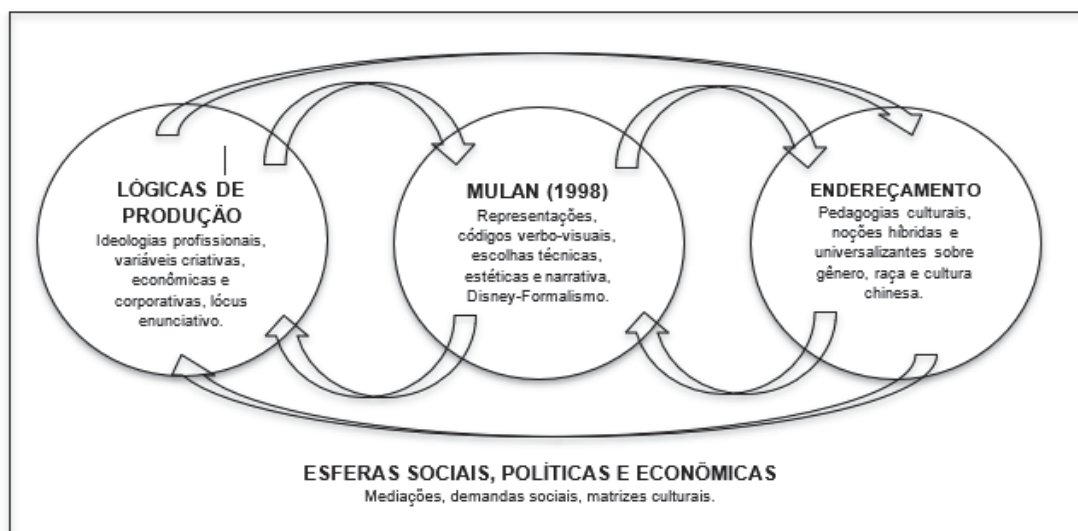 LÓGICAS DE
PRODUÇÃO
Ideologias profissionais,
variáveis criativas,
econômicas e
corporativas, lócus
enunciativo.
MULAN (1998)
Representações,
códigos verbo-visuais,
escolhas técnicas,
estéticas e narrativa,
Disney-Formalismo.
ENDEREÇAMENTO
Pedagogias culturais,
noções híbridas e
universalizantes sobre
gênero, raça e cultura
chinesa.
ESFERAS SOCIAIS, POLÍTICAS E ECONÔMICAS
Mediações, demandas sociais, matrizes culturais.